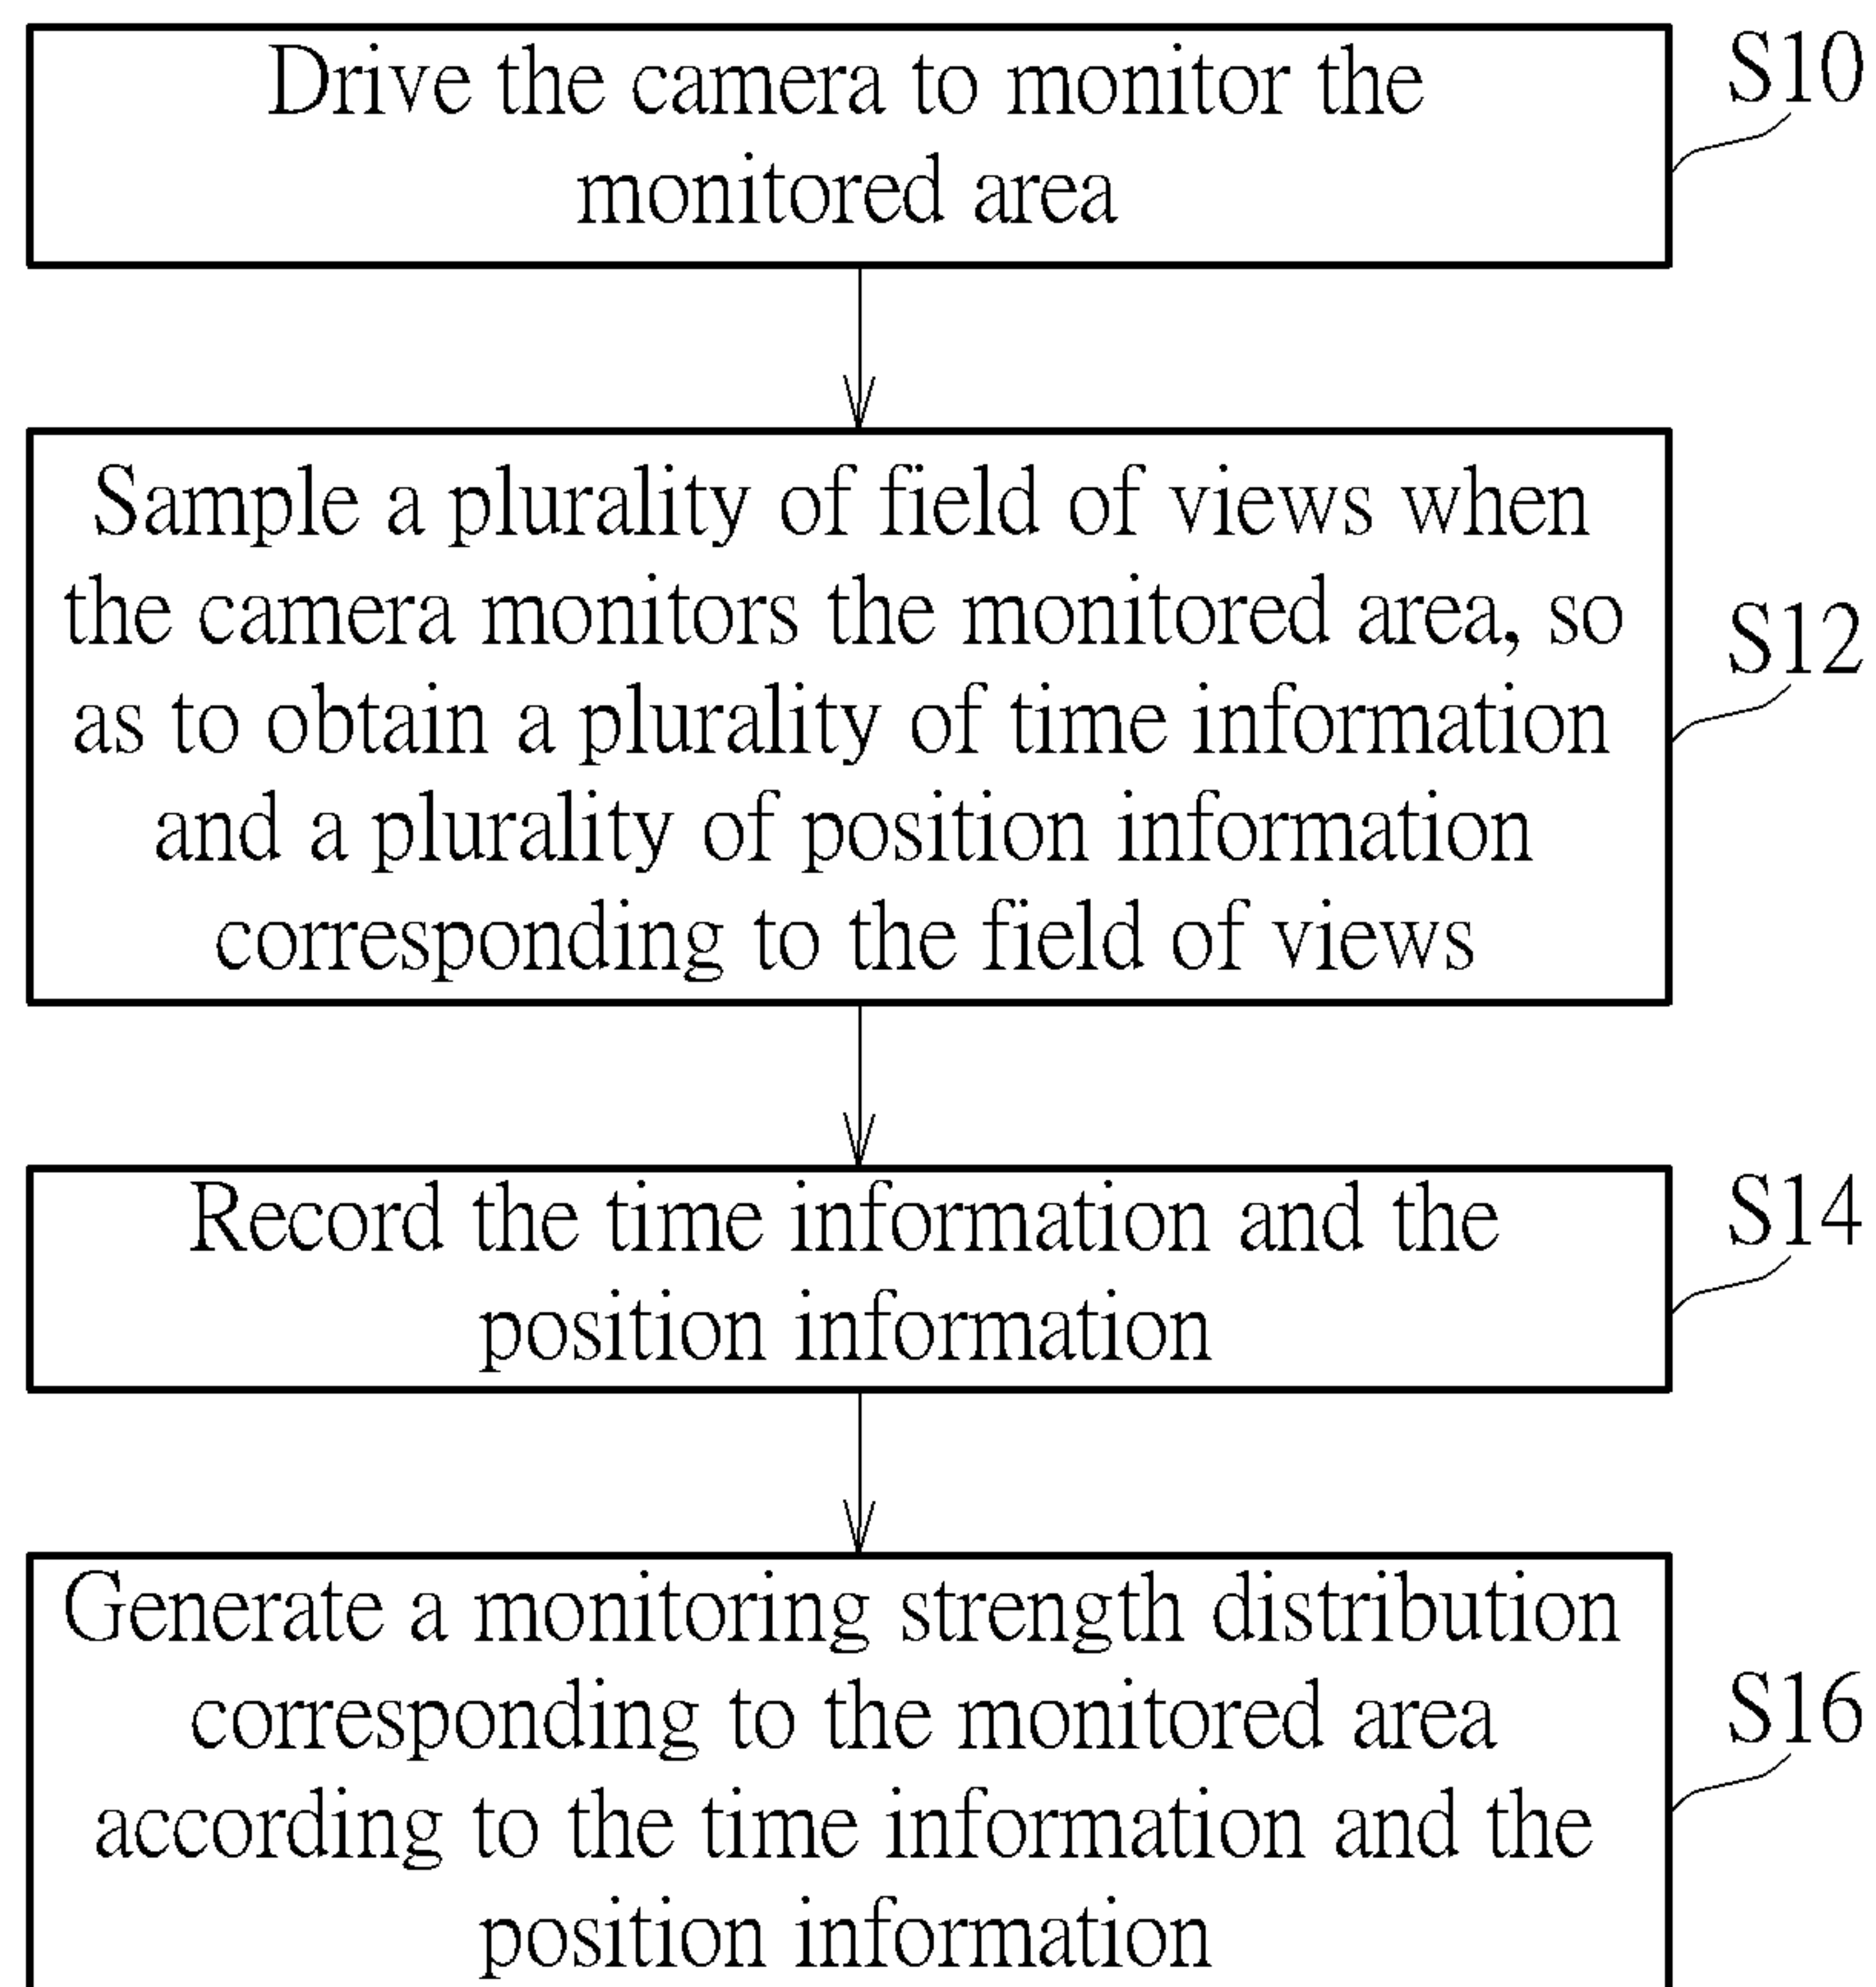 Drive the camera to monitor the
monitored area
S10
Sample a plurality of field of views when
the camera monitors the monitored area, so
as to obtain a plurality of time information
and a plurality of position information
corresponding to the field of views
S12
Record the time information and the
position information
S14
Generate a monitoring strength distribution
corresponding to the monitored area
according to the time information and the
position information
S16